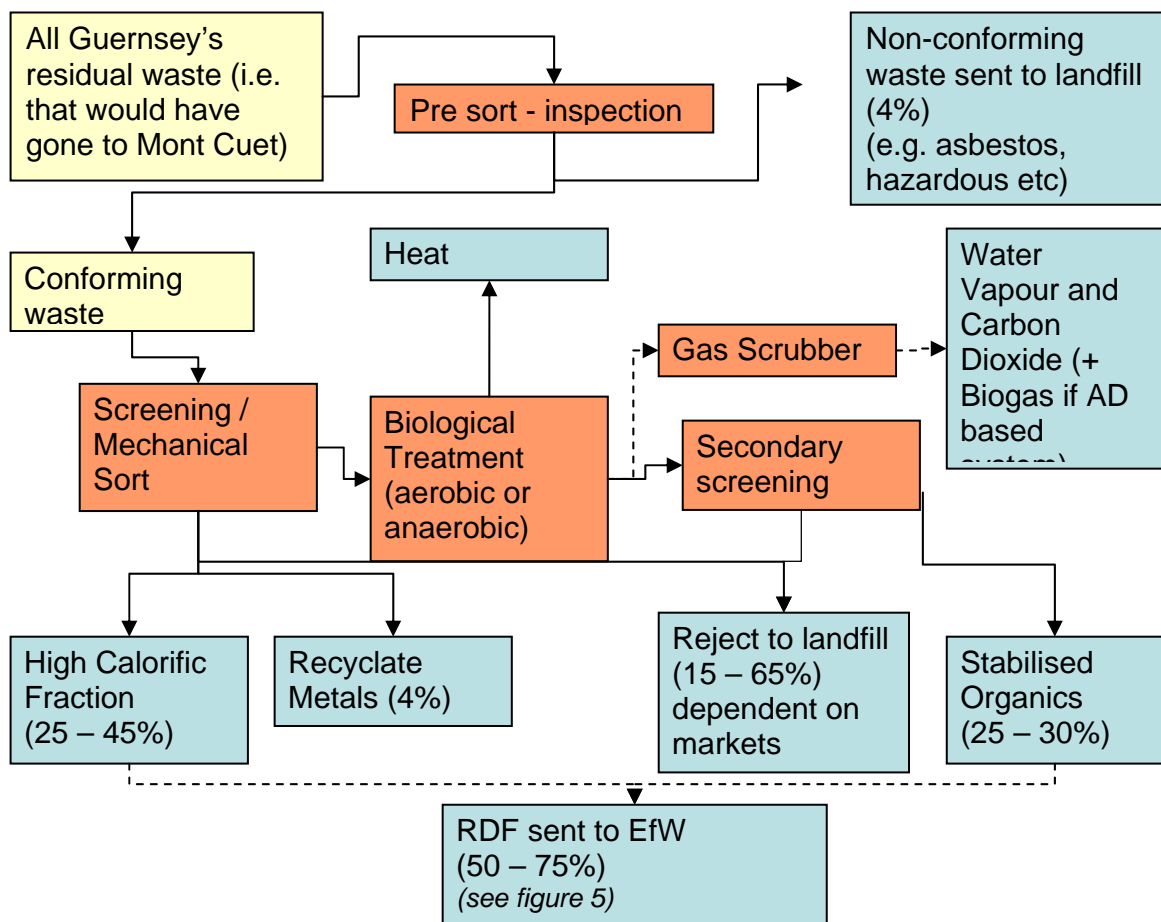 All Guernsey's
residual waste (i.e.
that would have
gone to Mont Cuet)
Pre sort - inspection
Non-conforming
waste sent to landfill
(4%)
(e.g. asbestos,
hazardous etc)
Conforming
waste
Heat
Water
Vapour and
Carbon
Dioxide (+
Biogas if AD
based
system)
Gas Scrubber
Screening /
Mechanical
Sort
Biological
Treatment
(aerobic or
anaerobic)
Secondary
screening
High Calorific
Fraction
(25 – 45%)
Recyclate
Metals (4%)
Reject to landfill
(15 – 65%)
dependent on
markets
Stabilised
Organics
(25 – 30%)
RDF sent to EfW
(50 – 75%)
(see figure 5)